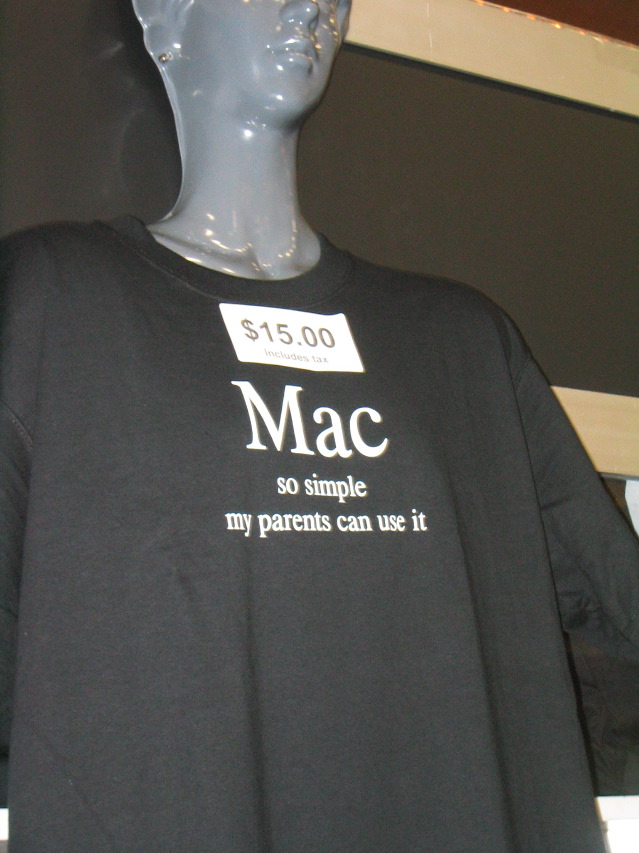 $15.00
includes tax
Mac
so simple
my parents can use it